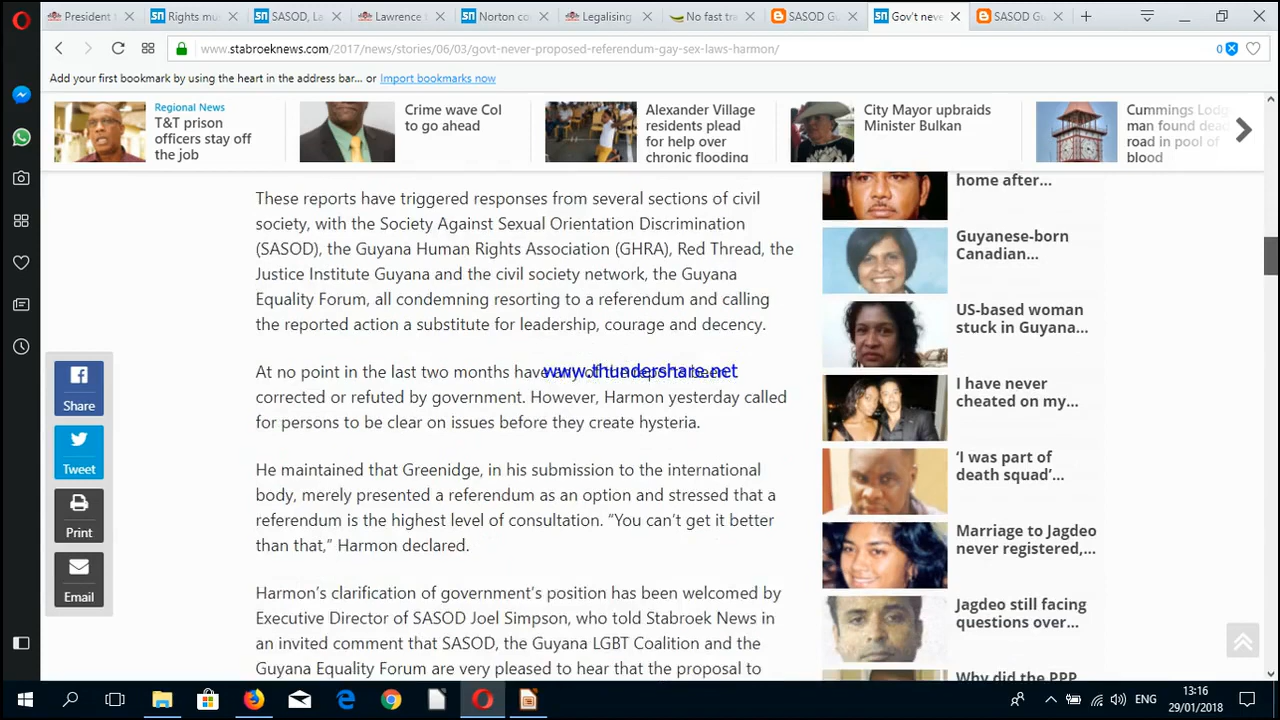 President
Rights mu
SASOD, La
Lawrence
Norton co
Legalising
No fast tra
SASOD Gu
Gov't neve
SASOD Gu
www.stabroeknews.com/2017/news/stories/06/03/govt-never-proposed-referendum-gay-sex-laws-harmon/
0
Add your first bookmark by using the heart in the address bar... or Import bookmarks now
Regional News
T&T prison
officers stay off
the job
Crime wave Col
to go ahead
Alexander Village
residents plead
for help over
chronic flooding
City Mayor upbraids
Minister Bulkan
Cummings Lodge
man found dead
road in pool of
blood
These reports have triggered responses from several sections of civil
society, with the Society Against Sexual Orientation Discrimination
(SASOD), the Guyana Human Rights Association (GHRA), Red Thread, the
Justice Institute Guyana and the civil society network, the Guyana
Equality Forum, all condemning resorting to a referendum and calling
the reported action a substitute for leadership, courage and decency.
At no point in the last two months have any of the reports been
www.thundershare.net
corrected or refuted by government. However, Harmon yesterday called
for persons to be clear on issues before they create hysteria.
He maintained that Greenidge, in his submission to the international
body, merely presented a referendum as an option and stressed that a
referendum is the highest level of consultation. “You can’t get it better
than that,” Harmon declared.
Harmon’s clarification of government’s position has been welcomed by
Executive Director of SASOD Joel Simpson, who told Stabroek News in
an invited comment that SASOD, the Guyana LGBT Coalition and the
Guyana Equality Forum are very pleased to hear that the proposal to
Share
Tweet
Print
Email
home after...
Guyanese-born
Canadian...
US-based woman
stuck in Guyana...
I have never
cheated on my...
‘I was part of
death squad’...
Marriage to Jagdeo
never registered,...
Jagdeo still facing
questions over...
Why did the PPP
ENG
13:16
29/01/2018